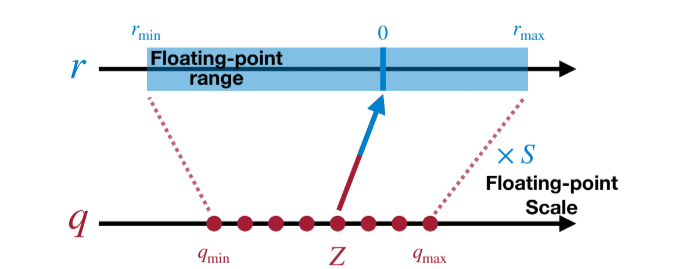 r_min
0
r_max
r
Floating-point
range
× S
Floating-point
Scale
q
q_min
Z
q_max